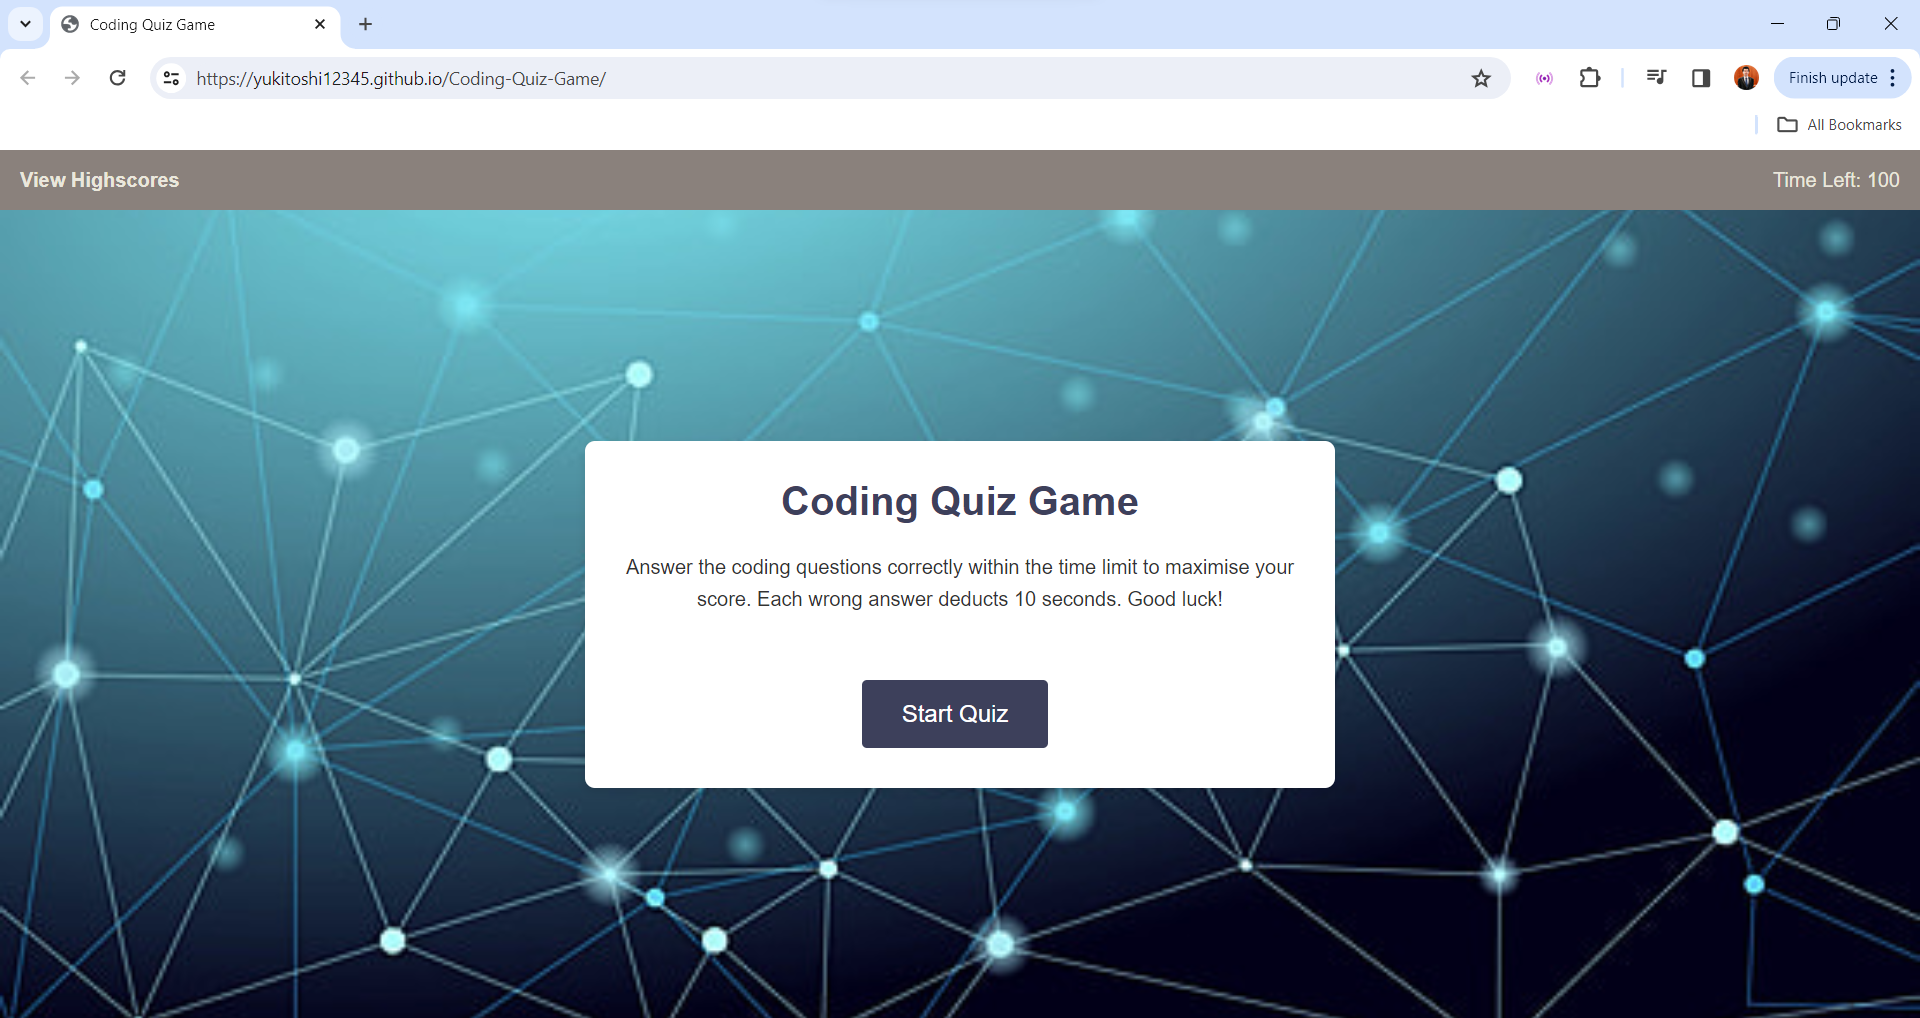 Coding Quiz Game
https://yukitoshi12345.github.io/Coding-Quiz-Game/
Finish update
All Bookmarks
View Highscores
Time Left: 100
Coding Quiz Game
Answer the coding questions correctly within the time limit to maximise your
score. Each wrong answer deducts 10 seconds. Good luck!
Start Quiz